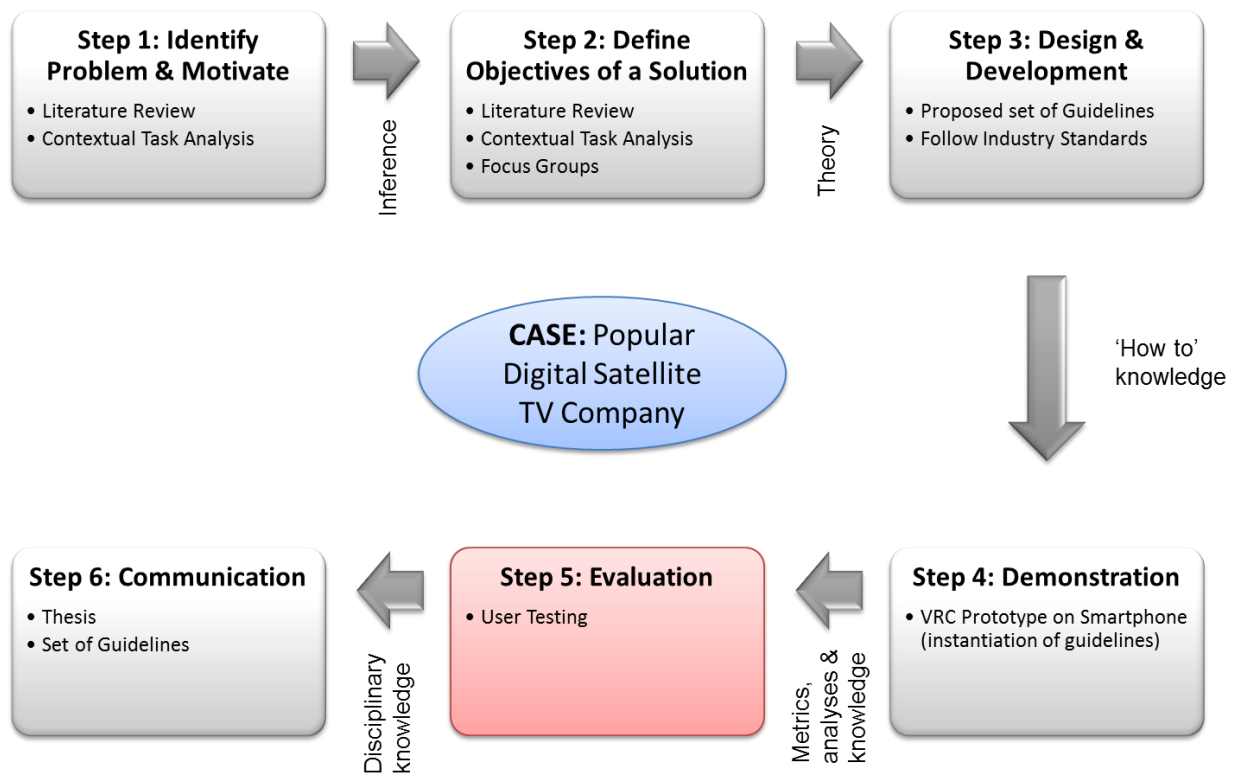 Step 1: Identify
Problem & Motivate
• Literature Review
• Contextual Task Analysis
Inference
Step 2: Define
Objectives of a Solution
• Literature Review
• Contextual Task Analysis
• Focus Groups
Theory
Step 3: Design &
Development
• Proposed set of Guidelines
• Follow Industry Standards
‘How to’
knowledge
CASE: Popular
Digital Satellite
TV Company
Step 4: Demonstration
• VRC Prototype on Smartphone
(instantiation of guidelines)
Metrics,
analyses &
knowledge
Step 5: Evaluation
• User Testing
Disciplinary
knowledge
Step 6: Communication
• Thesis
• Set of Guidelines